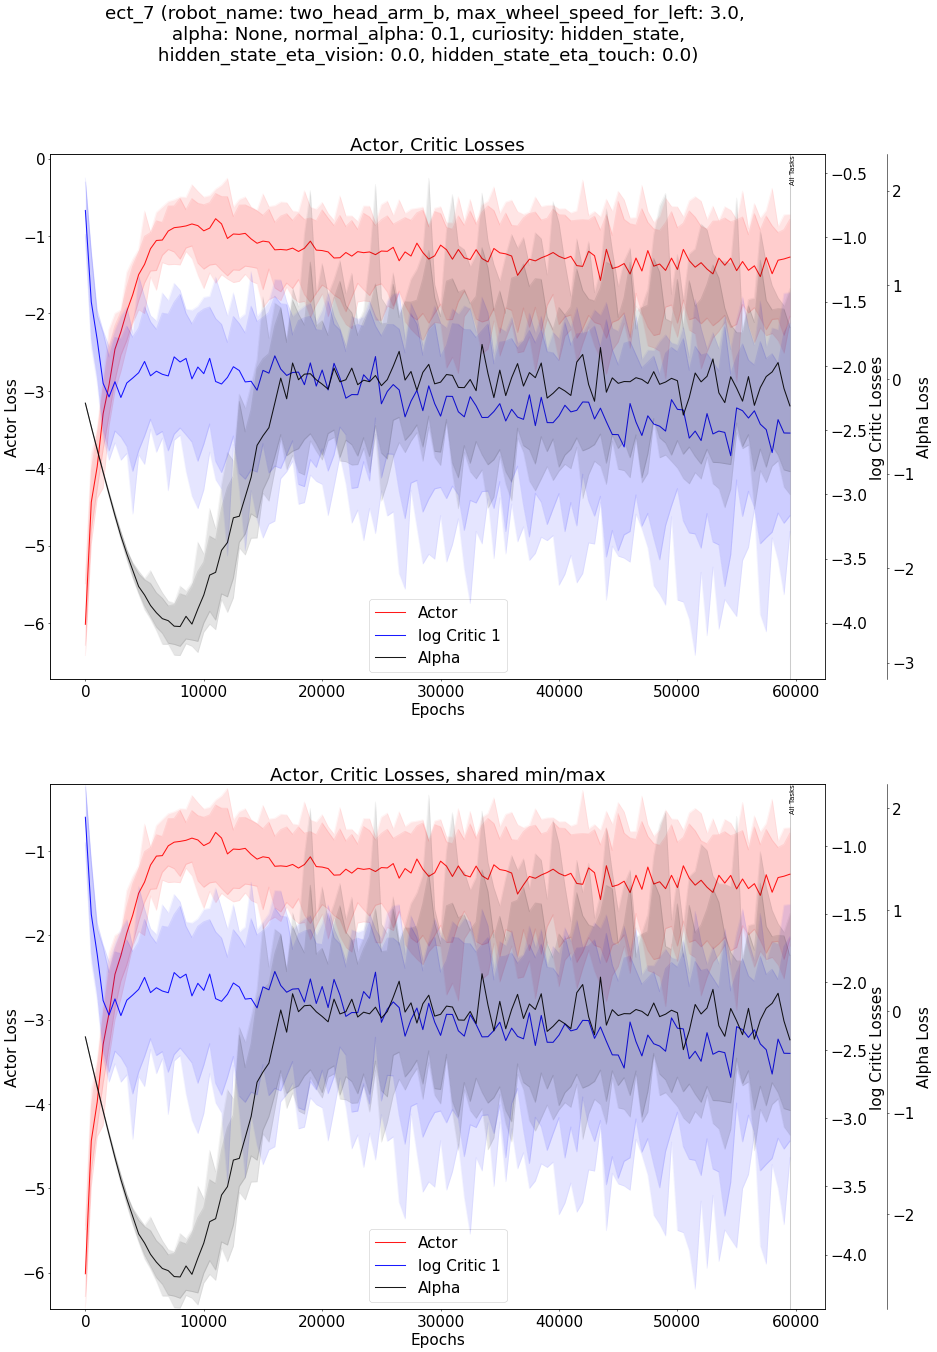 ect_7 (robot_name: two_head_arm_b, max_wheel_speed_for_left: 3.0,
alpha: None, normal_alpha: 0.1, curiosity: hidden_state,
hidden_state_eta_vision: 0.0, hidden_state_eta_touch: 0.0)
Actor, Critic Losses
All Tasks
0
−1
−2
−3
−4
−5
−6
Actor Loss
−0.5
−1.0
−1.5
−2.0
−2.5
−3.0
−3.5
−4.0
log Critic Losses
2
1
0
−1
−2
−3
Alpha Loss
Actor
log Critic 1
Alpha
0 10000 20000 30000 40000 50000 60000
Epochs
Actor, Critic Losses, shared min/max
All Tasks
−1
−2
−3
−4
−5
−6
Actor Loss
−1.0
−1.5
−2.0
−2.5
−3.0
−3.5
−4.0
log Critic Losses
2
1
0
−1
−2
Alpha Loss
Actor
log Critic 1
Alpha
0 10000 20000 30000 40000 50000 60000
Epochs